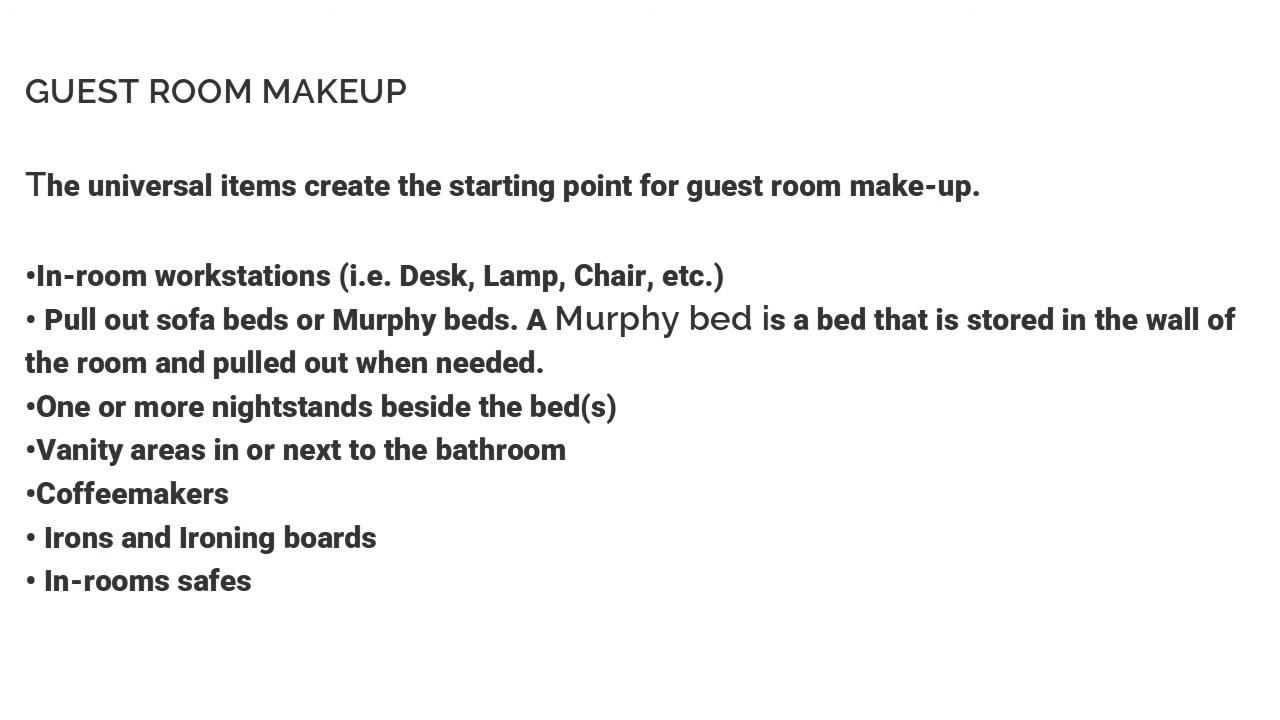 GUEST ROOM MAKEUP
The universal items create the starting point for guest room make-up.
•In-room workstations (i.e. Desk, Lamp, Chair, etc.)
• Pull out sofa beds or Murphy beds. A Murphy bed is a bed that is stored in the wall of
the room and pulled out when needed.
•One or more nightstands beside the bed(s)
•Vanity areas in or next to the bathroom
•Coffeemakers
• Irons and Ironing boards
• In-rooms safes